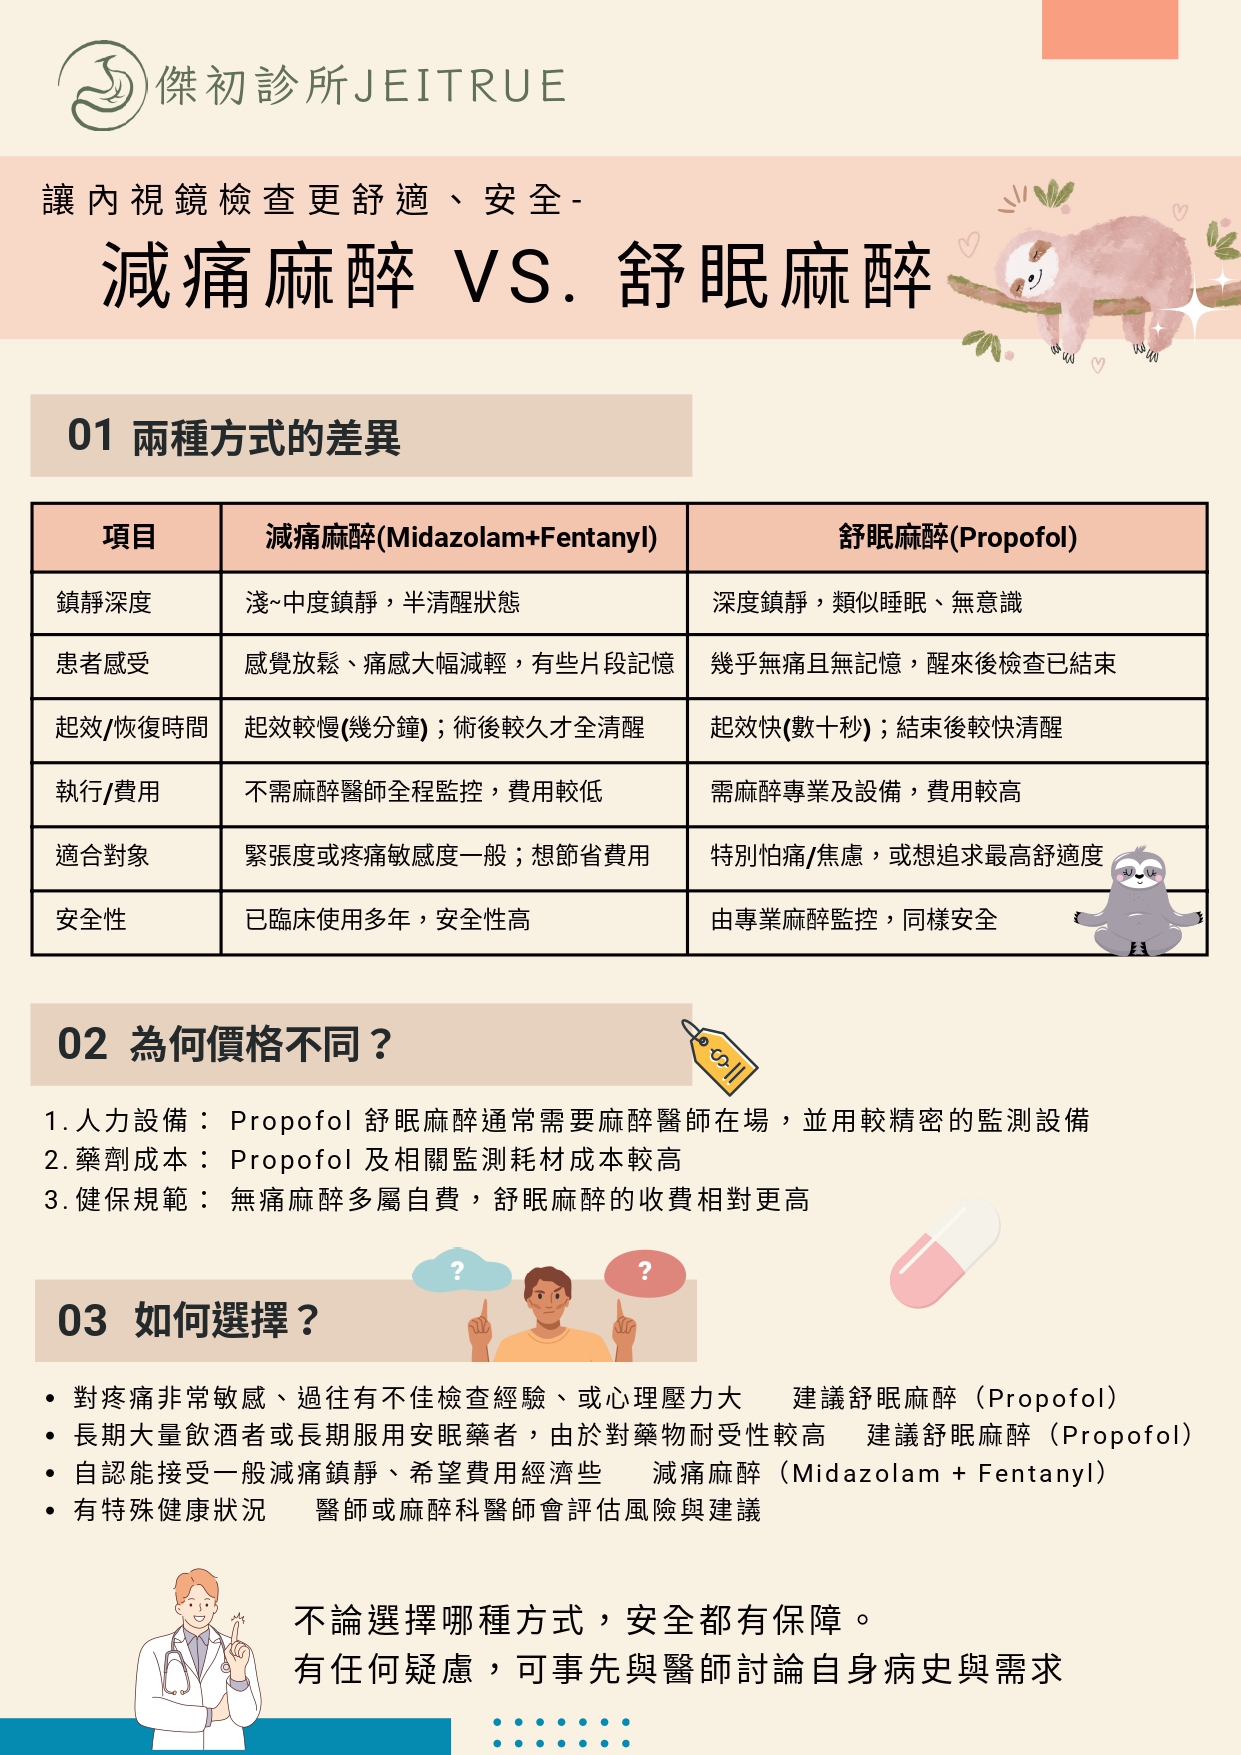 傑初診所JEITRUE
讓內視鏡檢查更舒適、安全-
減痛麻醉 VS. 舒眠麻醉
01 兩種方式的差異
項目 減痛麻醉(Midazolam+Fentanyl) 舒眠麻醉(Propofol)
鎮靜深度 淺~中度鎮靜，半清醒狀態 深度鎮靜，類似睡眠、無意識
患者感受 感覺放鬆、痛感大幅減輕，有些片段記憶 幾乎無痛且無記憶，醒來後檢查已結束
起效/恢復時間 起效較慢(幾分鐘)；術後較久才全清醒 起效快(數十秒)；結束後較快清醒
執行/費用 不需麻醉醫師全程監控，費用較低 需麻醉專業及設備，費用較高
適合對象 緊張度或疼痛敏感度一般；想節省費用 特別怕痛/焦慮，或想追求最高舒適度
安全性 已臨床使用多年，安全性高 由專業麻醉監控，同樣安全
02 為何價格不同？
$
1. 人力設備： Propofol 舒眠麻醉通常需要麻醉醫師在場，並用較精密的監測設備
2. 藥劑成本： Propofol 及相關監測耗材成本較高
3. 健保規範： 無痛麻醉多屬自費，舒眠麻醉的收費相對更高
? ?
03 如何選擇？
• 對疼痛非常敏感、過往有不佳檢查經驗、或心理壓力大 建議舒眠麻醉（Propofol）
• 長期大量飲酒者或長期服用安眠藥者，由於對藥物耐受性較高 建議舒眠麻醉（Propofol）
• 自認能接受一般減痛鎮靜、希望費用經濟些 減痛麻醉（Midazolam + Fentanyl）
• 有特殊健康狀況 醫師或麻醉科醫師會評估風險與建議
不論選擇哪種方式，安全都有保障。
有任何疑慮，可事先與醫師討論自身病史與需求